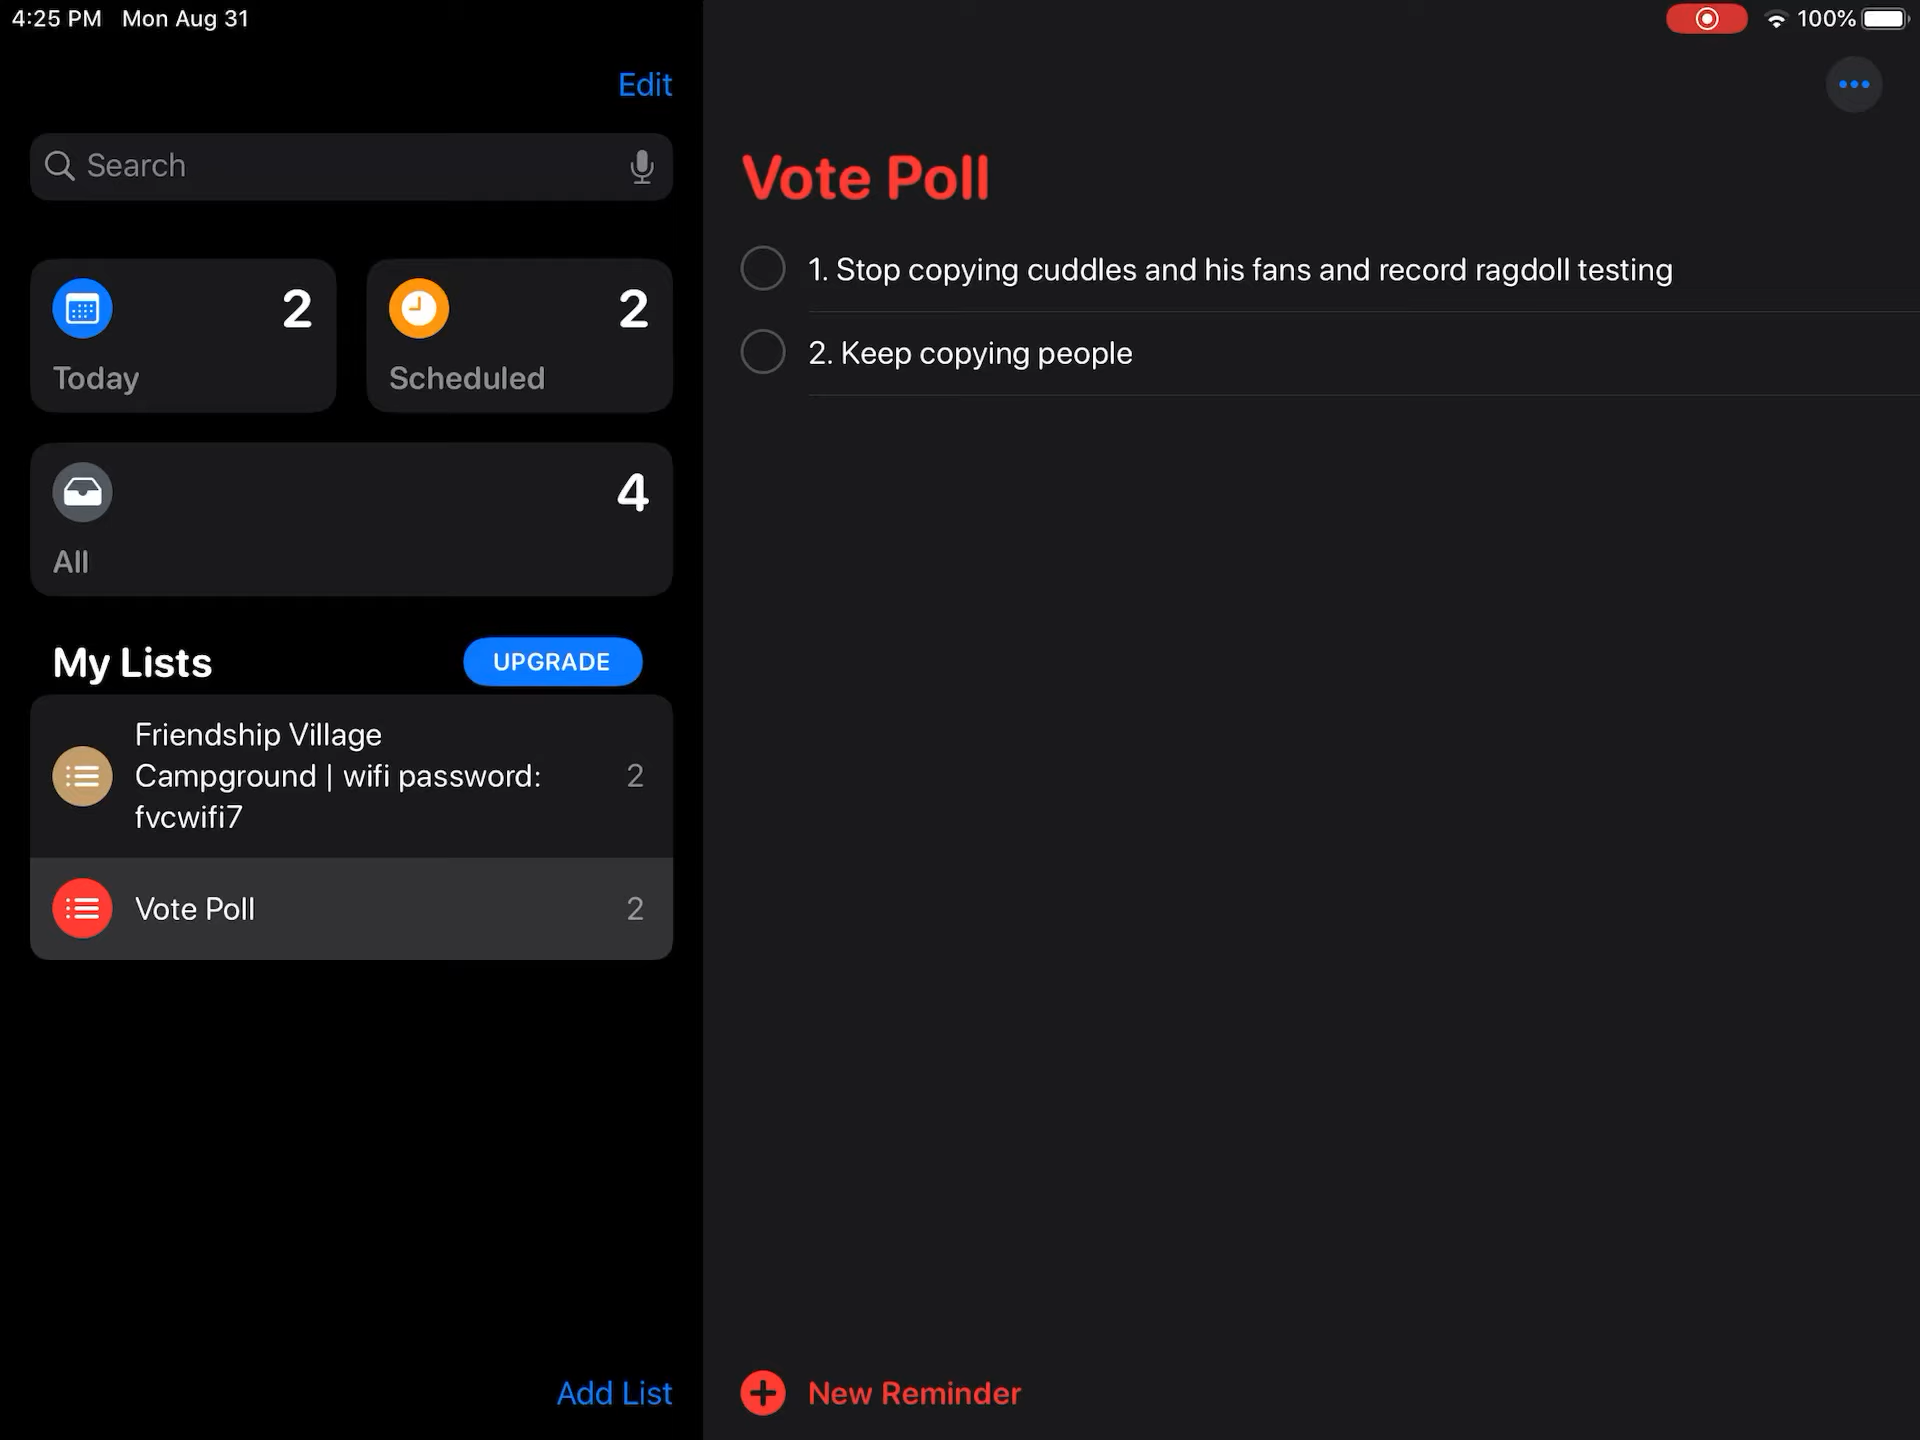 4:25 PM Mon Aug 31
100%
Edit
Search
2
Today
2
Scheduled
4
All
My Lists
UPGRADE
Friendship Village
Campground | wifi password:
fvcwifi7
2
Vote Poll
2
Add List
Vote Poll
1. Stop copying cuddles and his fans and record ragdoll testing
2. Keep copying people
New Reminder